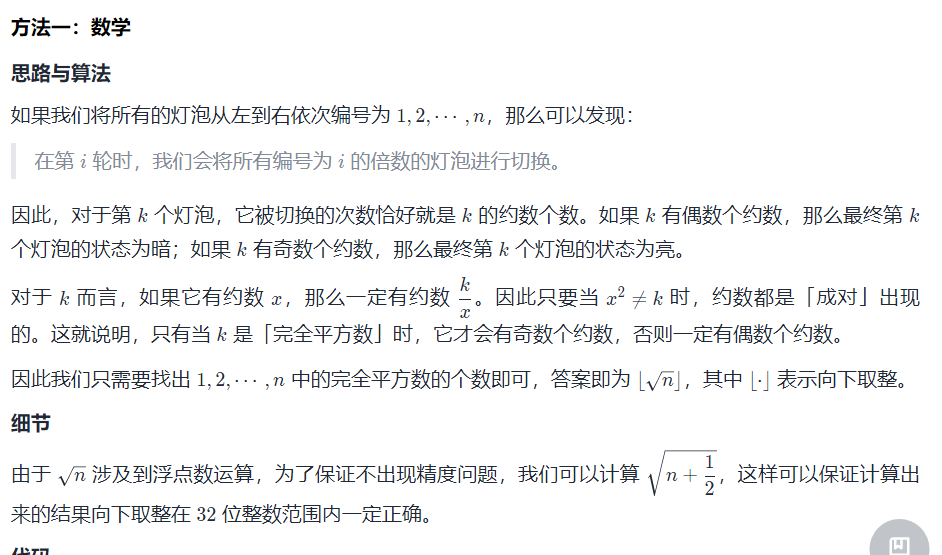 方法一：数学
思路与算法
如果我们将所有的灯泡从左到右依次编号为 1, 2, ⋯ , n，那么可以发现：
在第 i 轮时，我们会将所有编号为 i 的倍数的灯泡进行切换。
因此，对于第 k 个灯泡，它被切换的次数恰好就是 k 的约数个数。如果 k 有偶数个约数，那么最终第 k
个灯泡的状态为暗；如果 k 有奇数个约数，那么最终第 k 个灯泡的状态为亮。
对于 k 而言，如果它有约数 x，那么一定有约数 k/x。因此只要当 x² ≠ k 时，约数都是「成对」出现
的。这就说明，只有当 k 是「完全平方数」时，它才会有奇数个约数，否则一定有偶数个约数。
因此我们只需要找出 1, 2, ⋯ , n 中的完全平方数的个数即可，答案即为 ⌊√n⌋，其中 ⌊·⌋ 表示向下取整。
细节
由于 √n 涉及到浮点数运算，为了保证不出现精度问题，我们可以计算 √(n + 1/2)，这样可以保证计算出
来的结果向下取整在 32 位整数范围内一定正确。